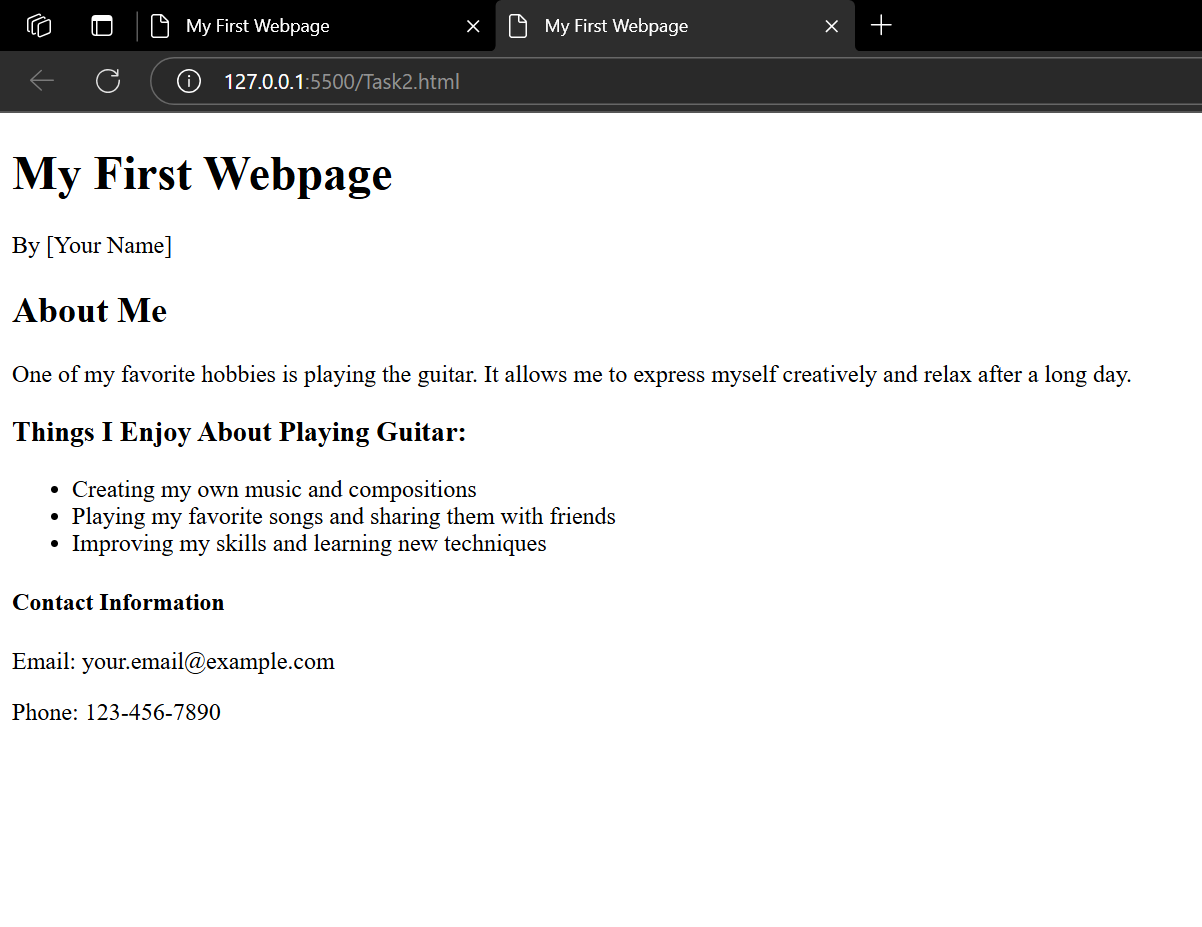 My First Webpage
My First Webpage
127.0.0.1:5500/Task2.html
My First Webpage
By [Your Name]
About Me
One of my favorite hobbies is playing the guitar. It allows me to express myself creatively and relax after a long day.
Things I Enjoy About Playing Guitar:
Creating my own music and compositions
Playing my favorite songs and sharing them with friends
Improving my skills and learning new techniques
Contact Information
Email: your.email@example.com
Phone: 123-456-7890